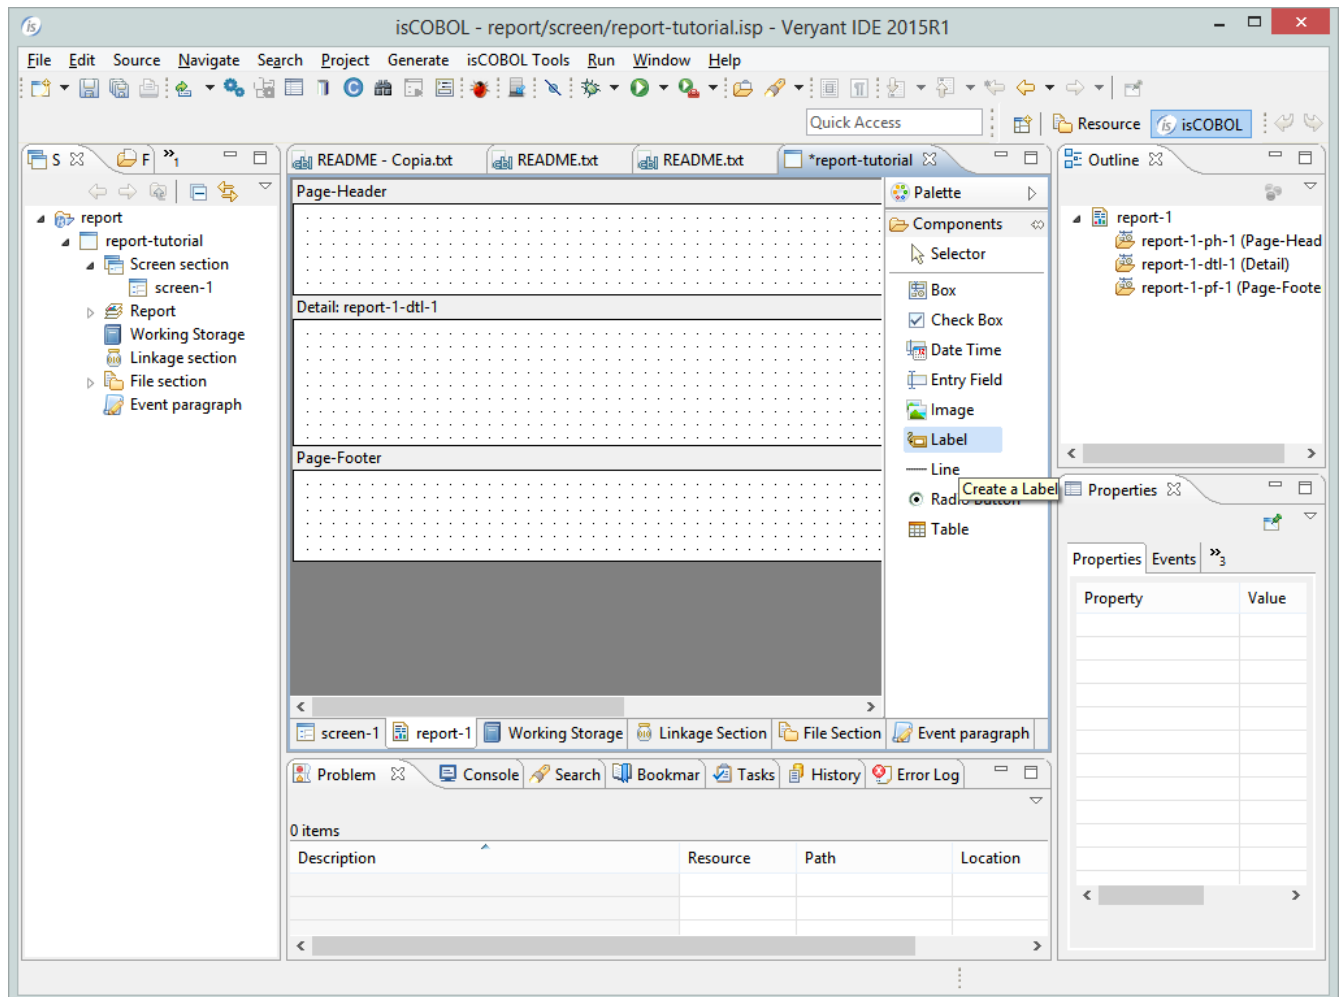 isCOBOL - report/screen/report-tutorial.isp - Veryant IDE 2015R1
File Edit Source Navigate Search Project Generate isCOBOL Tools Run Window Help
Quick Access
Resource
isCOBOL
S
F
»1
report
report-tutorial
Screen section
screen-1
Report
Working Storage
Linkage section
File section
Event paragraph
README - Copia.txt
README.txt
README.txt
*report-tutorial
Page-Header
Detail: report-1-dtl-1
Page-Footer
Palette
Components
Selector
Box
Check Box
Date Time
Entry Field
Image
Label
Line
Create a Label
Radio Button
Table
screen-1
report-1
Working Storage
Linkage Section
File Section
Event paragraph
Outline
report-1
report-1-ph-1 (Page-Head
report-1-dtl-1 (Detail)
report-1-pf-1 (Page-Foote
Properties
Properties
Events
»3
Property Value
Problem
Console
Search
Bookmar
Tasks
History
Error Log
0 items
Description Resource Path Location